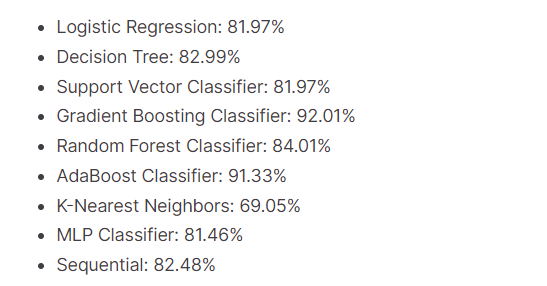 Logistic Regression: 81.97%
Decision Tree: 82.99%
Support Vector Classifier: 81.97%
Gradient Boosting Classifier: 92.01%
Random Forest Classifier: 84.01%
AdaBoost Classifier: 91.33%
K-Nearest Neighbors: 69.05%
MLP Classifier: 81.46%
Sequential: 82.48%